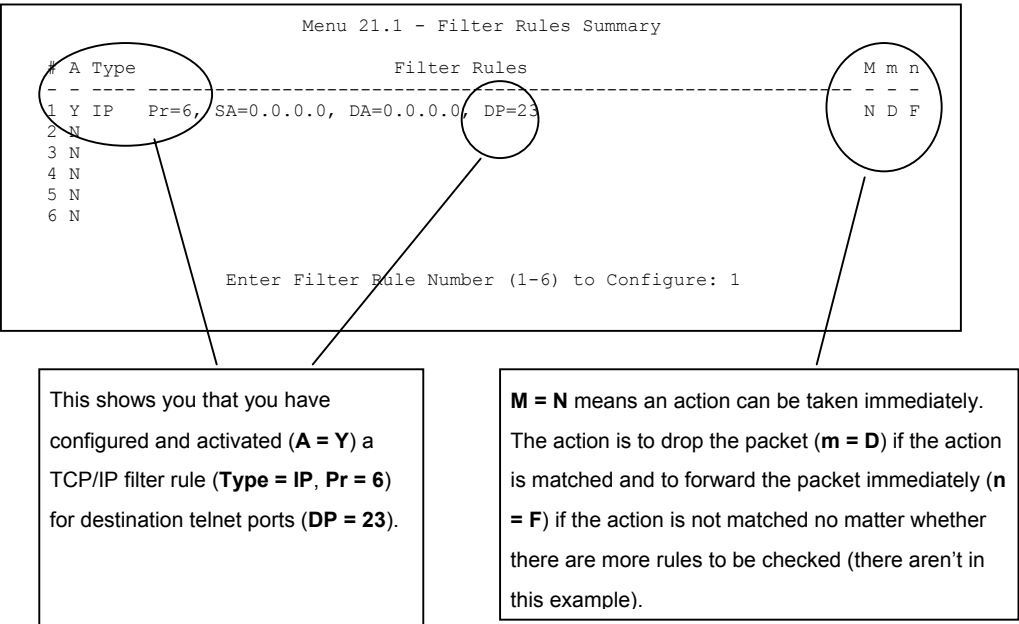 Menu 21.1 - Filter Rules Summary
# A Type Filter Rules M m n
- - ---- --------------------------------------------------------------- - - -
1 Y IP Pr=6, SA=0.0.0.0, DA=0.0.0.0, DP=23 N D F
2 N
3 N
4 N
5 N
6 N
Enter Filter Rule Number (1-6) to Configure: 1
This shows you that you have
configured and activated (A = Y) a
TCP/IP filter rule (Type = IP, Pr = 6)
for destination telnet ports (DP = 23).
M = N means an action can be taken immediately.
The action is to drop the packet (m = D) if the action
is matched and to forward the packet immediately (n
= F) if the action is not matched no matter whether
there are more rules to be checked (there aren't in
this example).